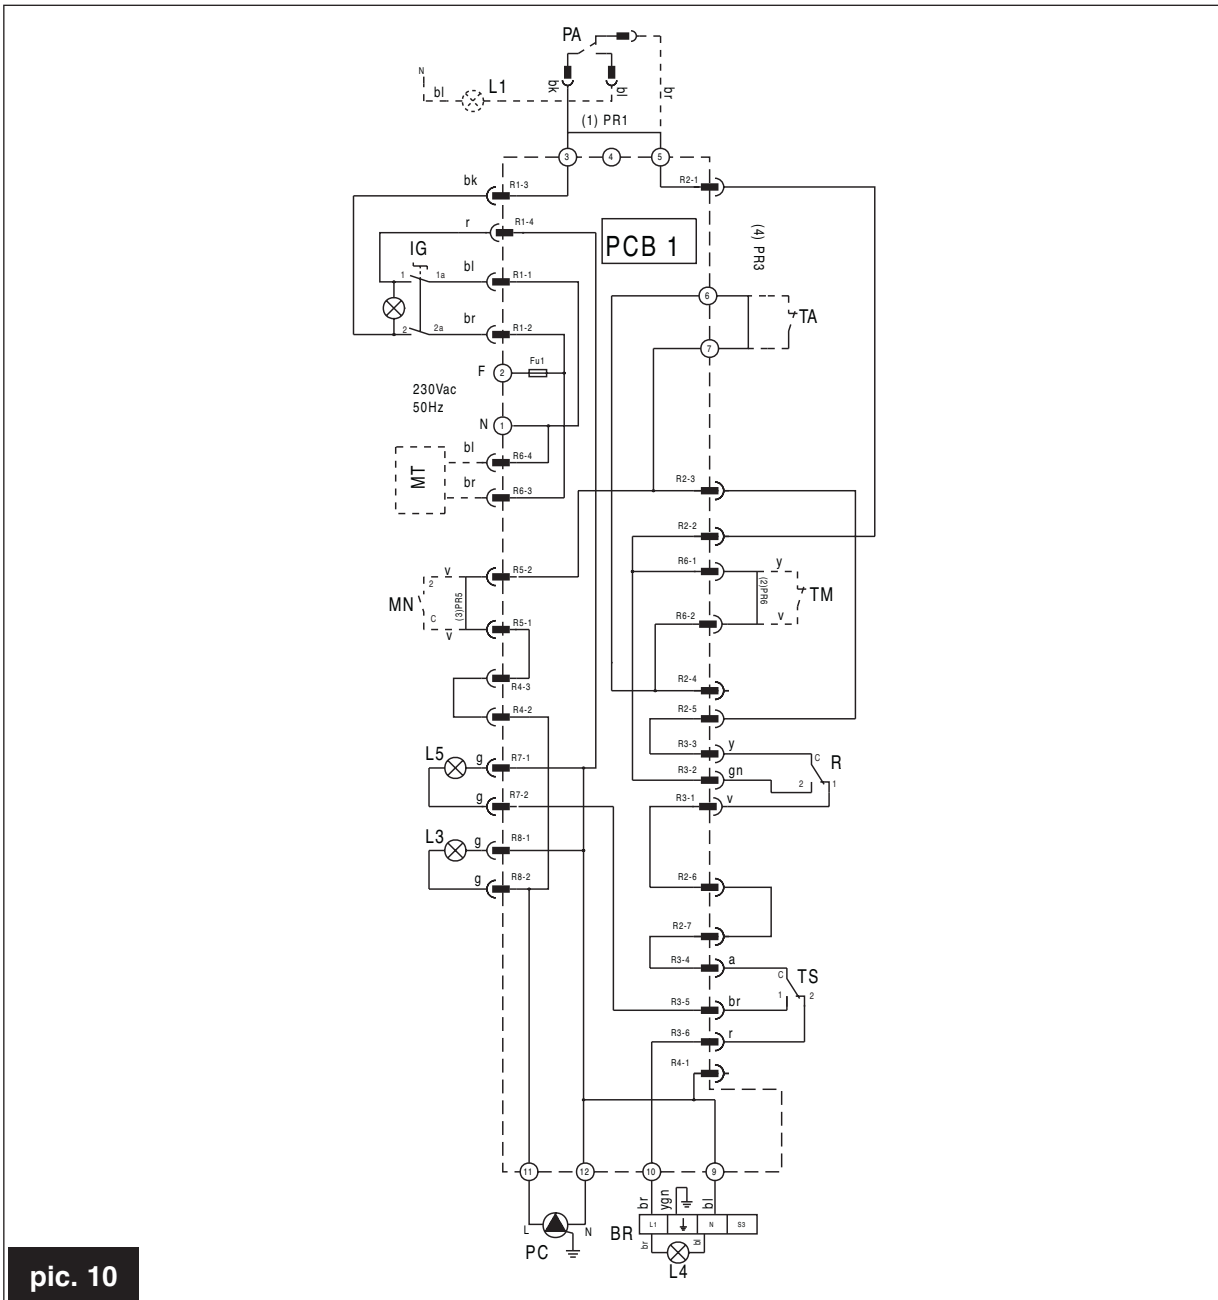 PA
N
bl
L1
bk
bl
br
(1) PR1
3
4
5
bk
R1-3
R2-1
r
R1-4
PCB 1
(4) PR3
IG
bl
R1-1
1
1a
6
br
R1-2
2
2a
TA
7
F
2
Fu1
230Vac
50Hz
N
1
bl
R6-4
MT
br
R6-3
R2-3
R2-2
v
R5-2
R6-1
y
2
(3)PR5
(2)PR6
MN
TM
C
v
R5-1
R6-2
v
R4-3
R2-4
R4-2
R2-5
L5
g
R7-1
R3-3
y
C
R
R3-2
gn
2
1
g
R7-2
R3-1
v
L3
g
R8-1
g
R8-2
R2-6
R2-7
R3-4
a
C
TS
1
2
R3-5
br
R3-6
r
R4-1
11
12
10
9
br
ygn
bl
L
N
PC
BR
L1
N
S3
br
bl
L4
pic. 10